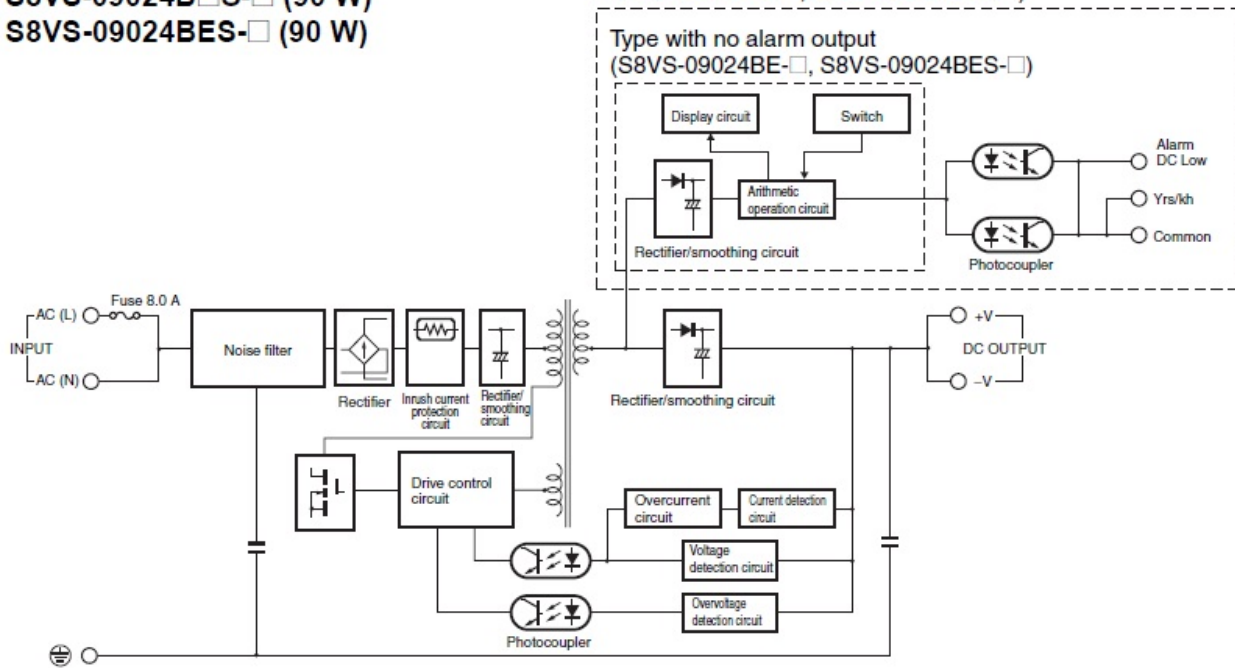 S8VS-09024BES-□ (90 W)
Type with no alarm output
(S8VS-09024BE-□, S8VS-09024BES-□)
Display circuit
Switch
Arithmetic
operation circuit
Rectifier/smoothing circuit
Alarm
DC Low
Yrs/kh
Common
Photocoupler
AC (L)
Fuse 8.0 A
INPUT
AC (N)
Noise filter
Rectifier
Inrush current
protection
circuit
Rectifier/
smoothing
circuit
Rectifier/smoothing circuit
+V
DC OUTPUT
–V
Drive control
circuit
Overcurrent
circuit
Current detection
circuit
Voltage
detection circuit
Overvoltage
detection circuit
Photocoupler